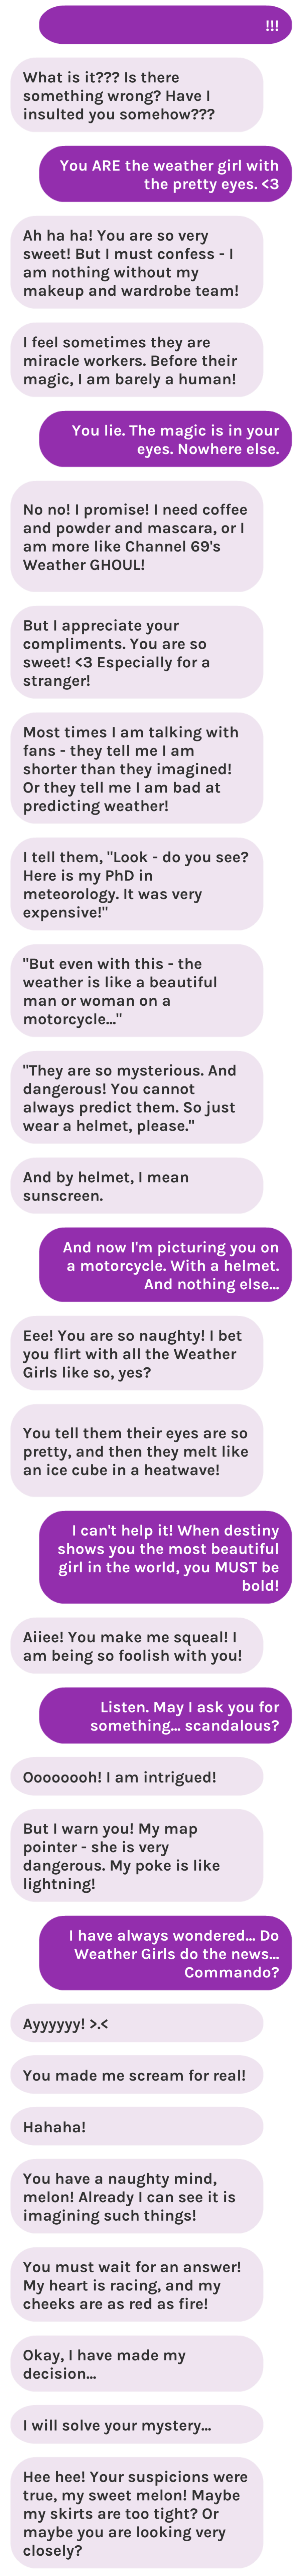 !!!
What is it??? Is there
something wrong? Have I
insulted you somehow???
You ARE the weather girl with
the pretty eyes. <3
Ah ha ha! You are so very
sweet! But I must confess - I
am nothing without my
makeup and wardrobe team!
I feel sometimes they are
miracle workers. Before their
magic, I am barely a human!
You lie. The magic is in your
eyes. Nowhere else.
No no! I promise! I need coffee
and powder and mascara, or I
am more like Channel 69's
Weather GHOUL!
But I appreciate your
compliments. You are so
sweet! <3 Especially for a
stranger!
Most times I am talking with
fans - they tell me I am
shorter than they imagined!
Or they tell me I am bad at
predicting weather!
I tell them, "Look - do you see?
Here is my PhD in
meteorology. It was very
expensive!"
"But even with this - the
weather is like a beautiful
man or woman on a
motorcycle..."
"They are so mysterious. And
dangerous! You cannot
always predict them. So just
wear a helmet, please."
And by helmet, I mean
sunscreen.
And now I'm picturing you on
a motorcycle. With a helmet.
And nothing else...
Eee! You are so naughty! I bet
you flirt with all the Weather
Girls like so, yes?
You tell them their eyes are so
pretty, and then they melt like
an ice cube in a heatwave!
I can't help it! When destiny
shows you the most beautiful
girl in the world, you MUST be
bold!
Aiiee! You make me squeal! I
am being so foolish with you!
Listen. May I ask you for
something... scandalous?
Oooooooh! I am intrigued!
But I warn you! My map
pointer - she is very
dangerous. My poke is like
lightning!
I have always wondered... Do
Weather Girls do the news...
Commando?
Ayyyyyy! >.<
You made me scream for real!
Hahaha!
You have a naughty mind,
melon! Already I can see it is
imagining such things!
You must wait for an answer!
My heart is racing, and my
cheeks are as red as fire!
Okay, I have made my
decision...
I will solve your mystery...
Hee hee! Your suspicions were
true, my sweet melon! Maybe
my skirts are too tight? Or
maybe you are looking very
closely?